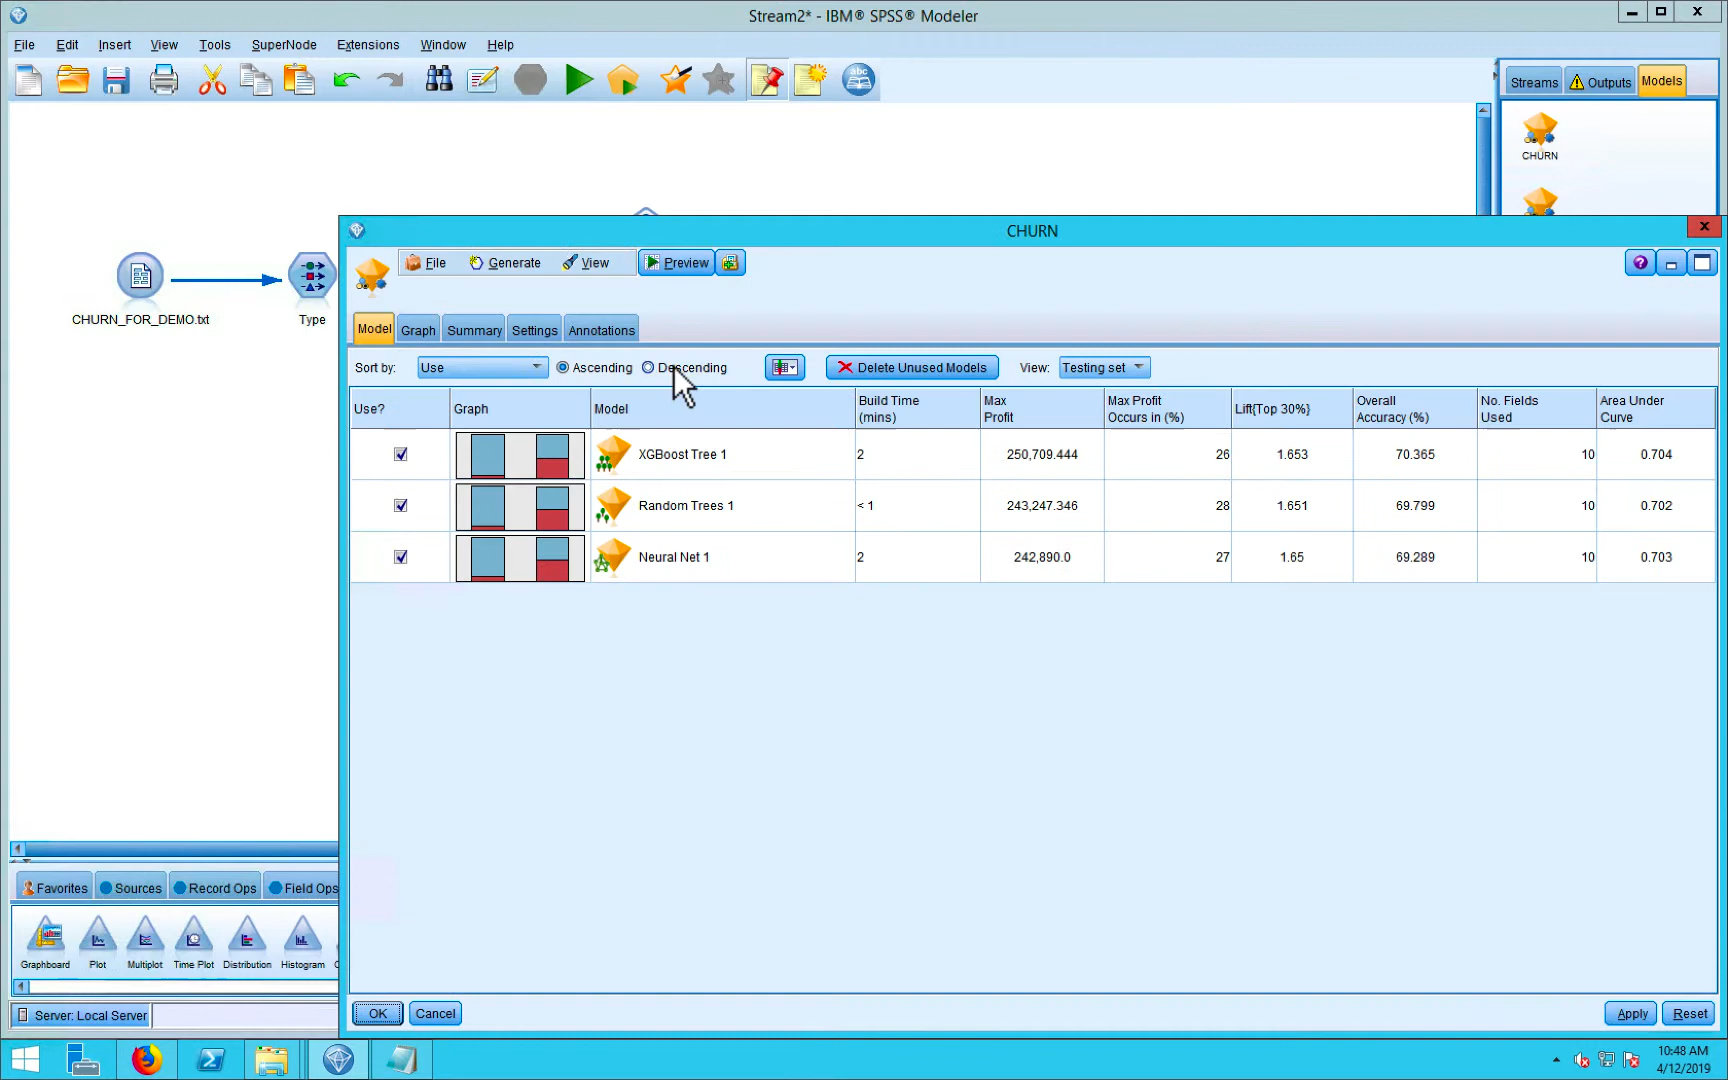 Stream2* - IBM® SPSS® Modeler
File Edit Insert View Tools SuperNode Extensions Window Help
Streams Outputs Models
CHURN
CHURN_FOR_DEMO.txt
Type
CHURN
File Generate View Preview
Model Graph Summary Settings Annotations
Sort by: Use Ascending Descending Delete Unused Models View: Testing set
Use? Graph Model Build Time (mins) Max Profit Max Profit Occurs in (%) Lift{Top 30%} Overall Accuracy (%) No. Fields Used Area Under Curve
XGBoost Tree 1 2 250,709.444 26 1.653 70.365 10 0.704
Random Trees 1 < 1 243,247.346 28 1.651 69.799 10 0.702
Neural Net 1 2 242,890.0 27 1.65 69.289 10 0.703
Favorites Sources Record Ops Field Ops
Graphboard Plot Multiplot Time Plot Distribution Histogram
OK Cancel Apply Reset
Server: Local Server
10:48 AM
4/12/2019